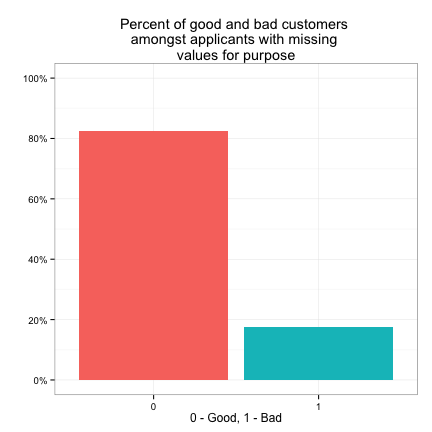 Percent of good and bad customers
amongst applicants with missing
values for purpose
100%
80%
60%
40%
20%
0%
0
1
0 - Good, 1 - Bad